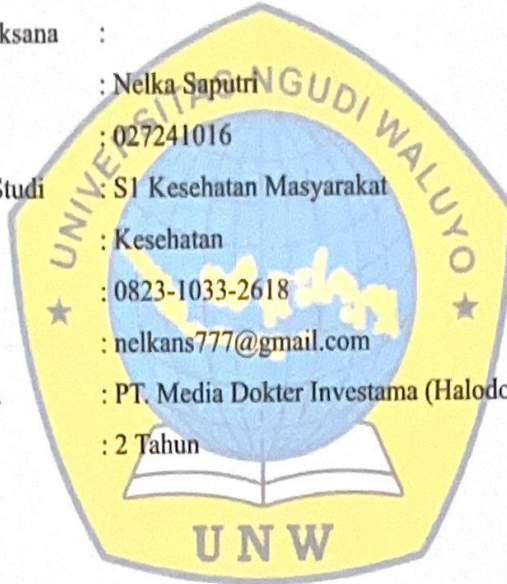 ksana :
: Nelka Saputri
: 027241016
Studi : S1 Kesehatan Masyarakat
: Kesehatan
: 0823-1033-2618
: nelkans777@gmail.com
: PT. Media Dokter Investama (Halodo
: 2 Tahun
UNIVERSITAS NGUDI WALUYO
UNW